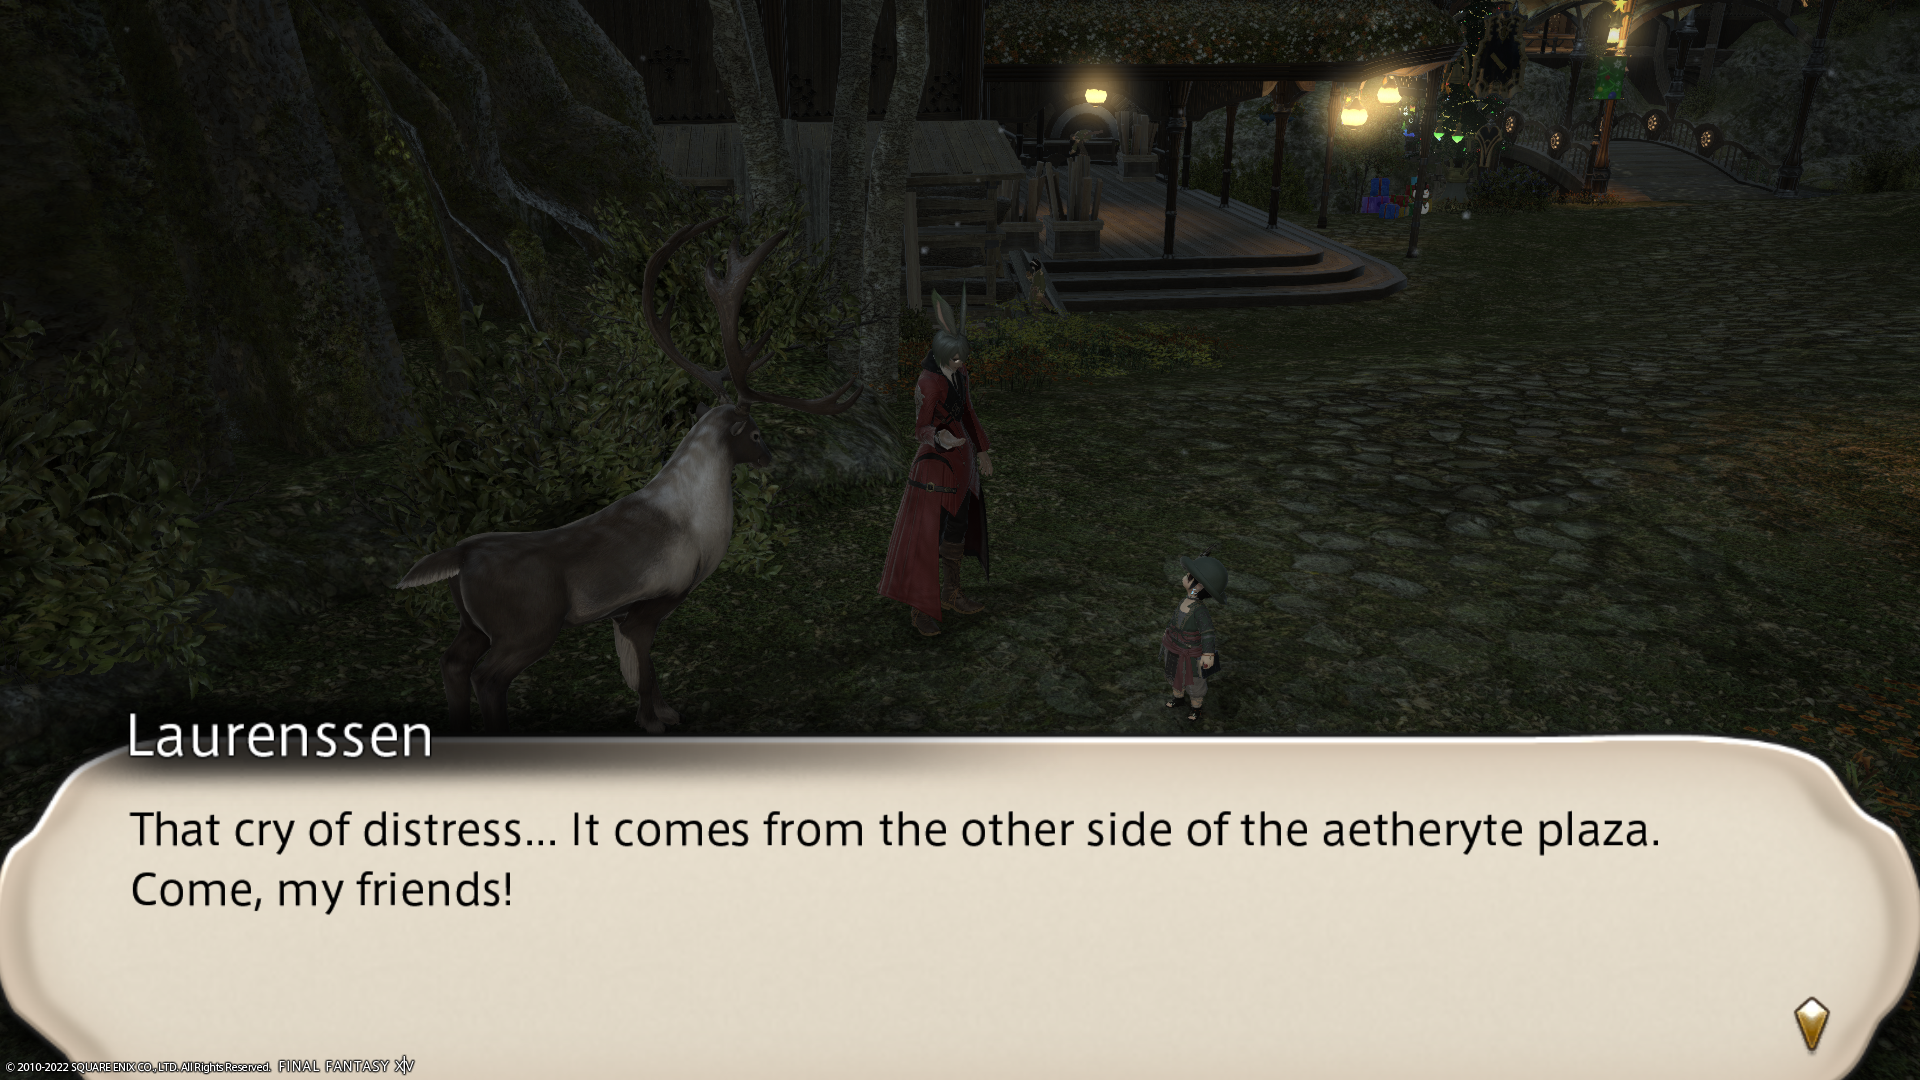 Laurenssen
That cry of distress... It comes from the other side of the aetheryte plaza.
Come, my friends!
© 2010-2022 SQUARE ENIX CO., LTD. All Rights Reserved. FINAL FANTASY XIV